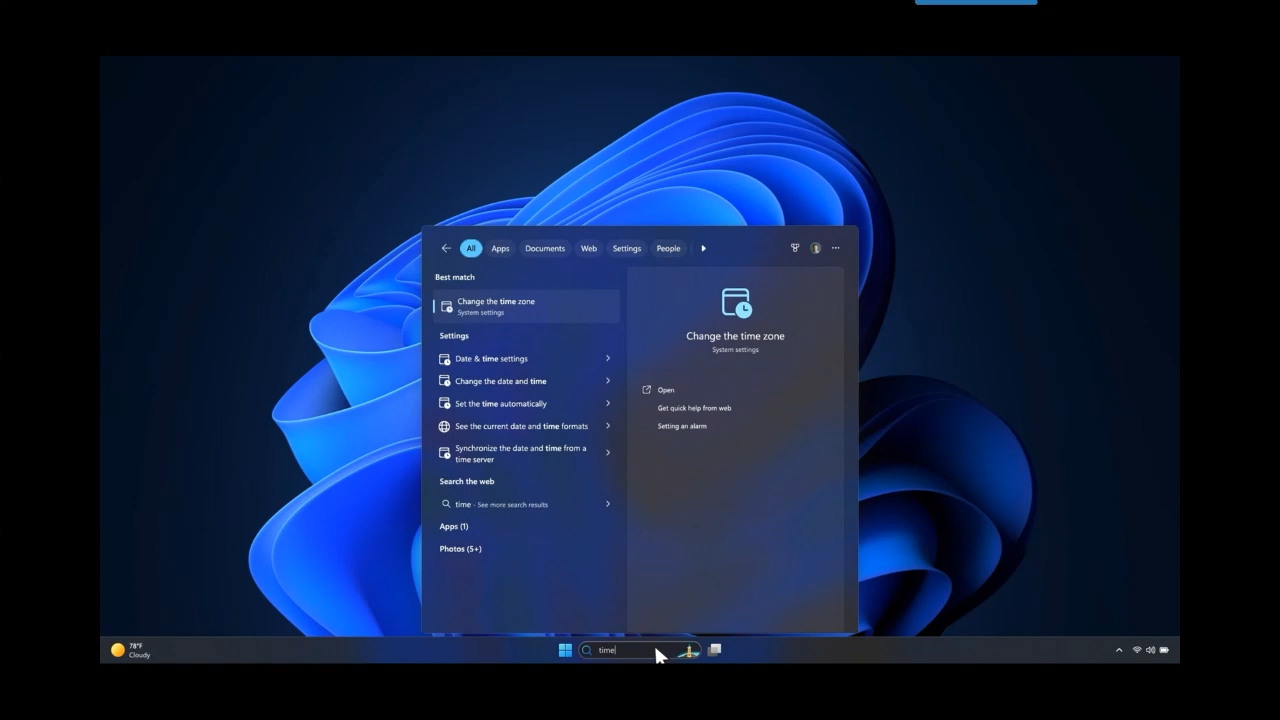 All Apps Documents Web Settings People
Best match
Change the time zone
System settings
Settings
Date & time settings
Change the date and time
Set the time automatically
See the current date and time formats
Synchronize the date and time from a
time server
Search the web
time - See more search results
Apps (1)
Photos (5+)
Change the time zone
System settings
Open
Get quick help from web
Setting an alarm
78°F
Cloudy
time